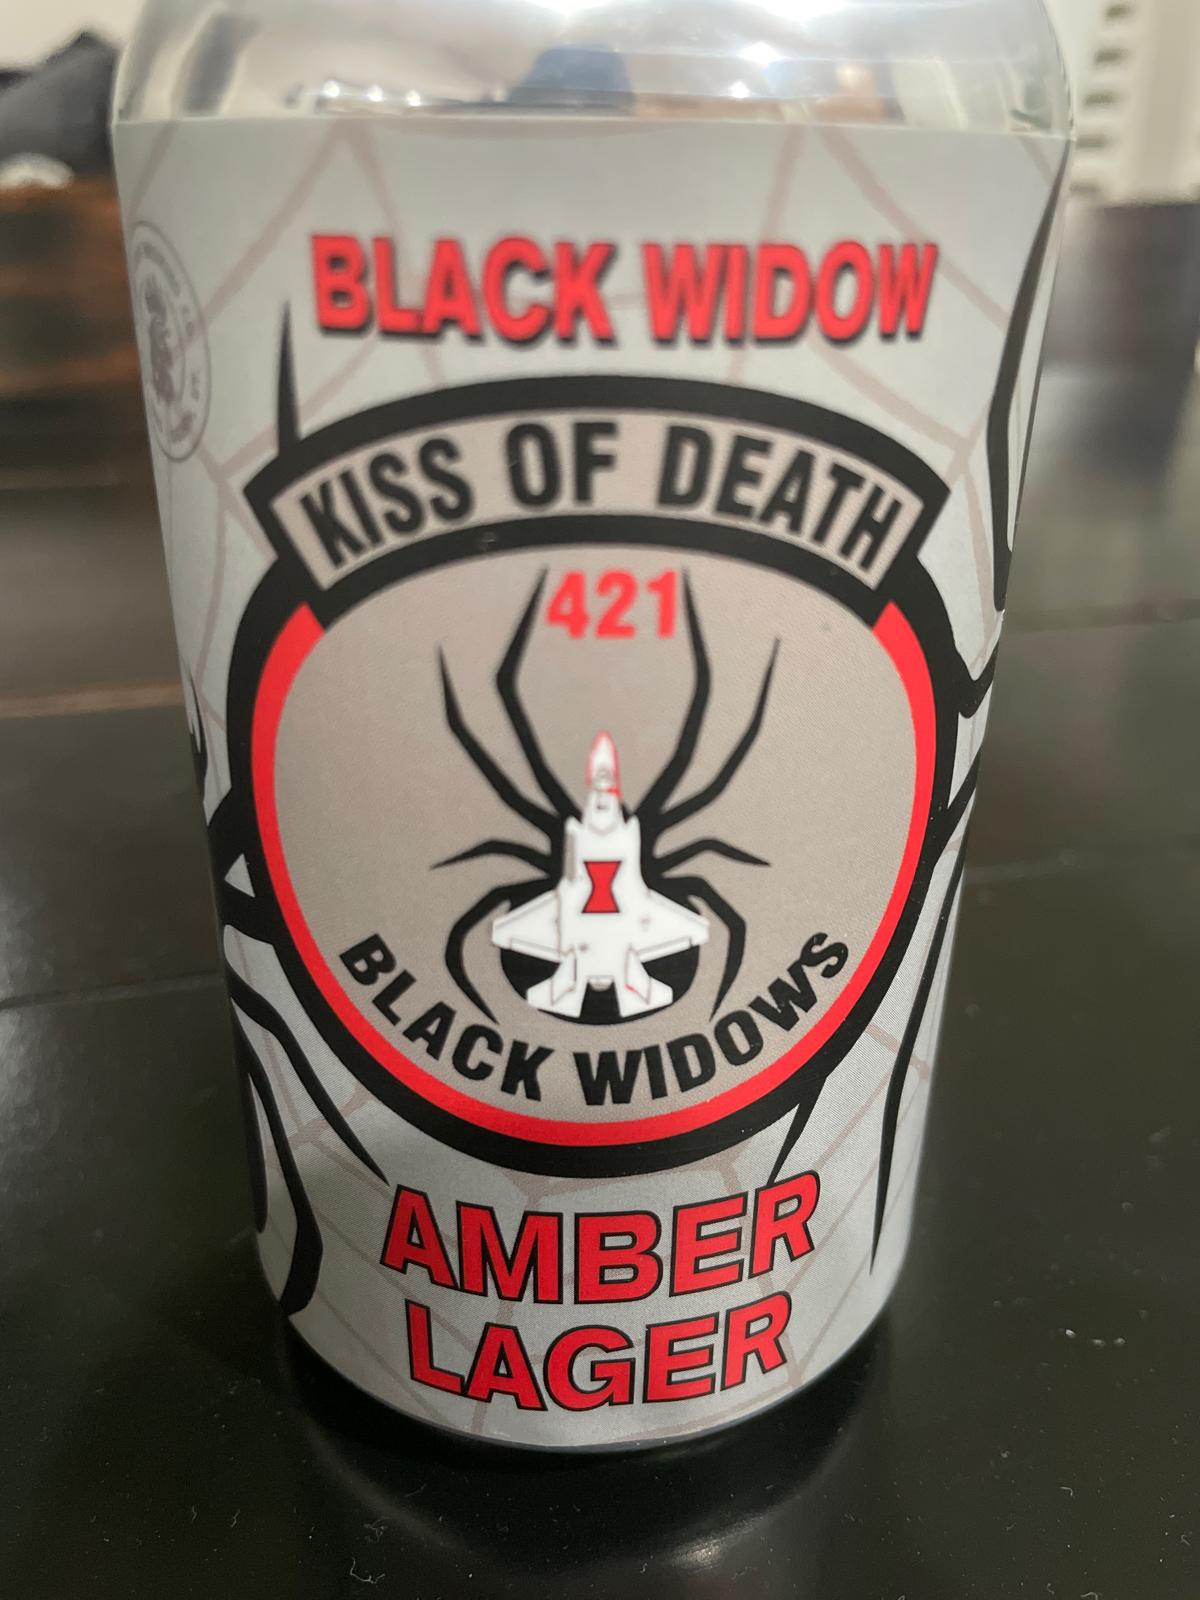 BLACK WIDOW
KISS OF DEATH
421
BLACK WIDOWS
AMBER
LAGER